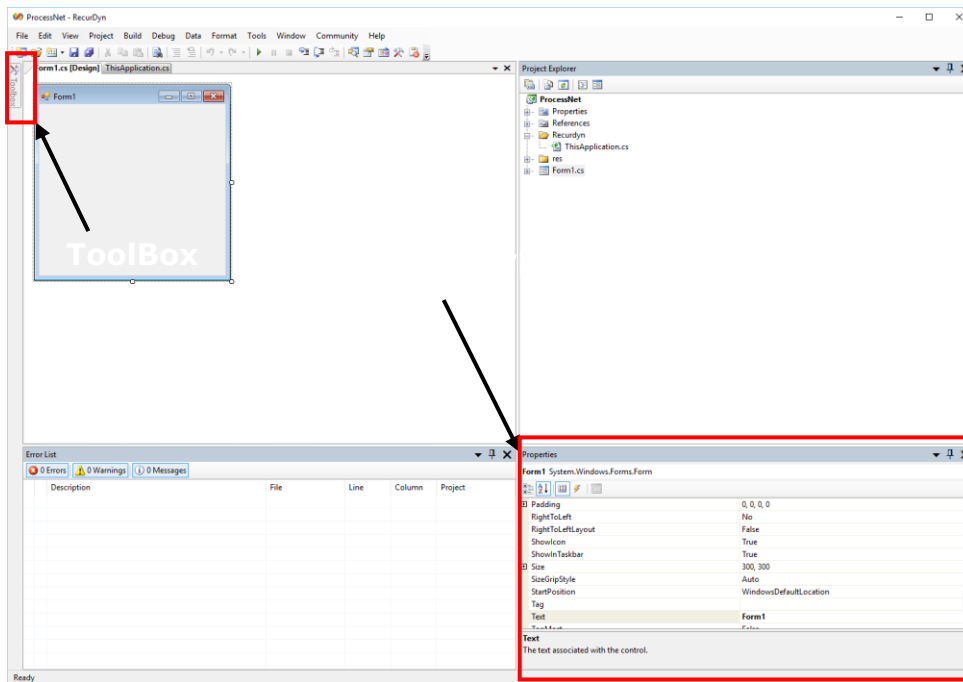 ProcessNet - RecurDyn
File Edit View Project Build Debug Data Format Tools Window Community Help
Form1.cs [Design] ThisApplication.cs
Toolbox
Form1
ToolBox
Project Explorer
ProcessNet
Properties
References
Recurdyn
ThisApplication.cs
res
Form1.cs
Error List
0 Errors 0 Warnings 0 Messages
Description File Line Column Project
Properties
Form1 System.Windows.Forms.Form
Padding 0, 0, 0, 0
RightToLeft No
RightToLeftLayout False
ShowIcon True
ShowInTaskbar True
Size 300, 300
SizeGripStyle Auto
StartPosition WindowsDefaultLocation
Tag
Text Form1
Text
The text associated with the control.
Ready